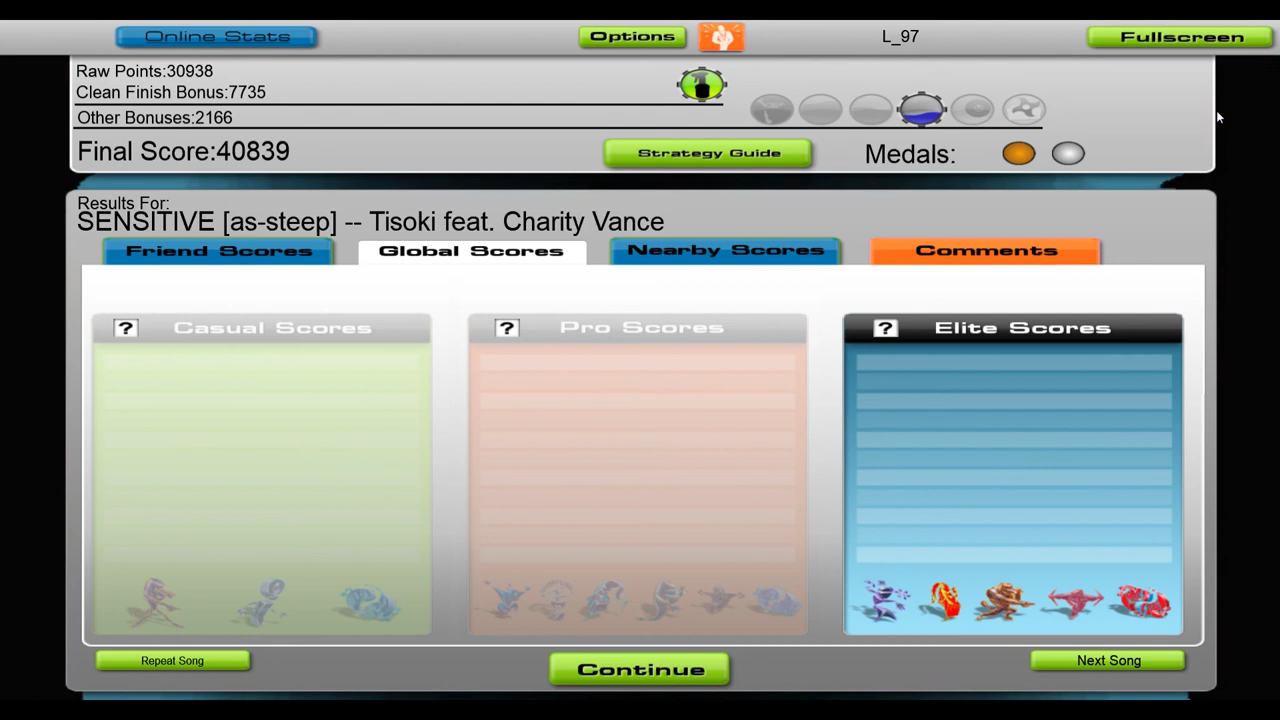 Online Stats
Options
L_97
Fullscreen
Raw Points:30938
Clean Finish Bonus:7735
Other Bonuses:2166
Final Score:40839
Strategy Guide
Medals:
Results For:
SENSITIVE [as-steep] -- Tisoki feat. Charity Vance
Friend Scores
Global Scores
Nearby Scores
Comments
? Casual Scores
? Pro Scores
? Elite Scores
Repeat Song
Continue
Next Song